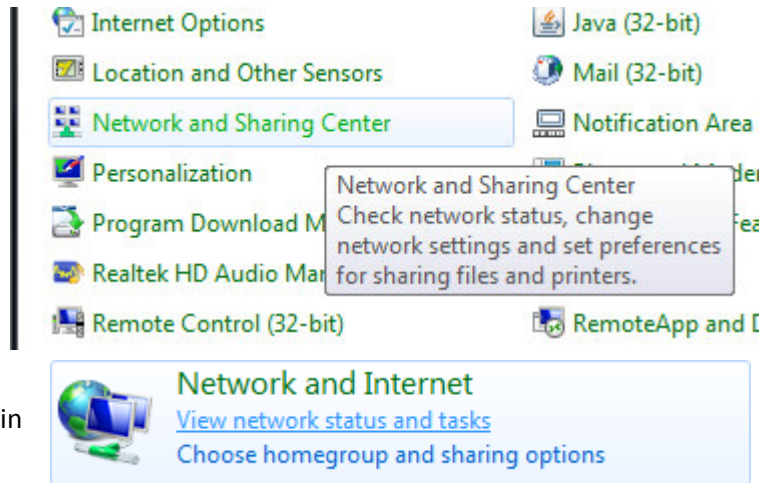 Internet Options
Java (32-bit)
Location and Other Sensors
Mail (32-bit)
Network and Sharing Center
Notification Area
Personalization
Network and Sharing Center
Program Download M
Check network status, change
network settings and set preferences
Realtek HD Audio Mar
for sharing files and printers.
Remote Control (32-bit)
RemoteApp and D
Network and Internet
in
View network status and tasks
Choose homegroup and sharing options